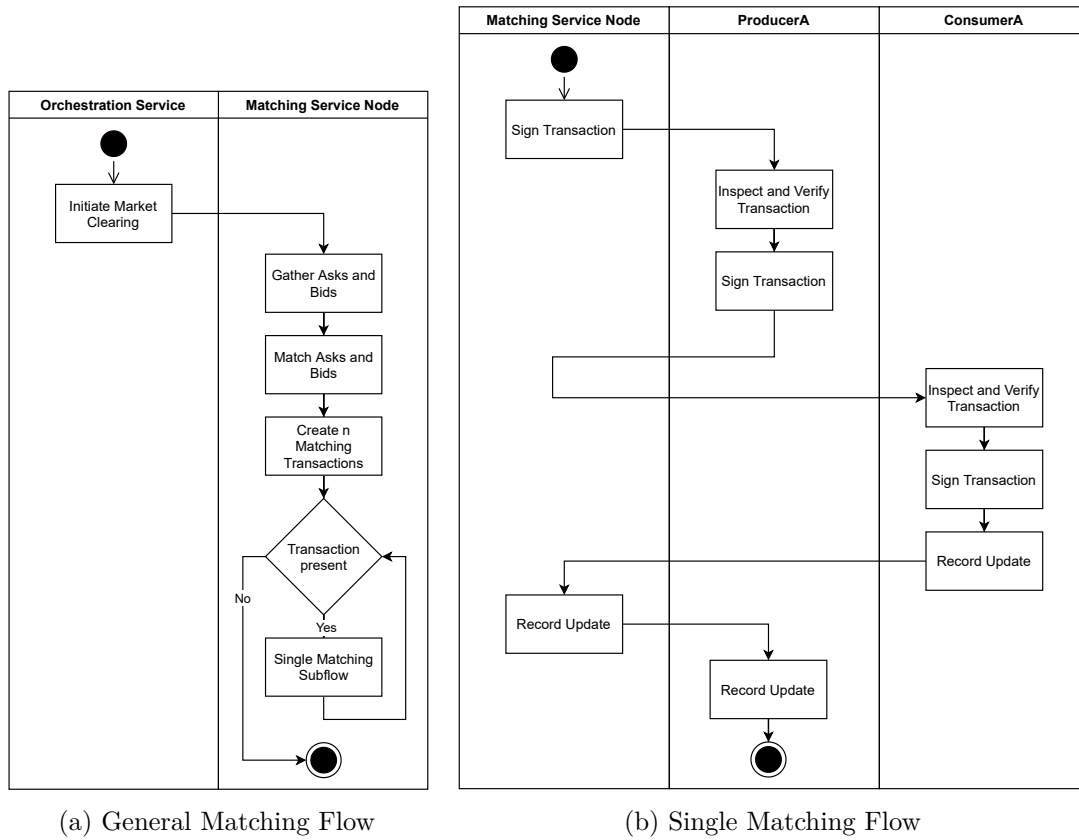 Orchestration Service
Matching Service Node
Initiate Market
Clearing
Gather Asks and
Bids
Match Asks and
Bids
Create n
Matching
Transactions
Transaction
present
No
Yes
Single Matching
Subflow
(a) General Matching Flow
Matching Service Node
ProducerA
ConsumerA
Sign Transaction
Inspect and Verify
Transaction
Sign Transaction
Inspect and Verify
Transaction
Sign Transaction
Record Update
Record Update
Record Update
(b) Single Matching Flow